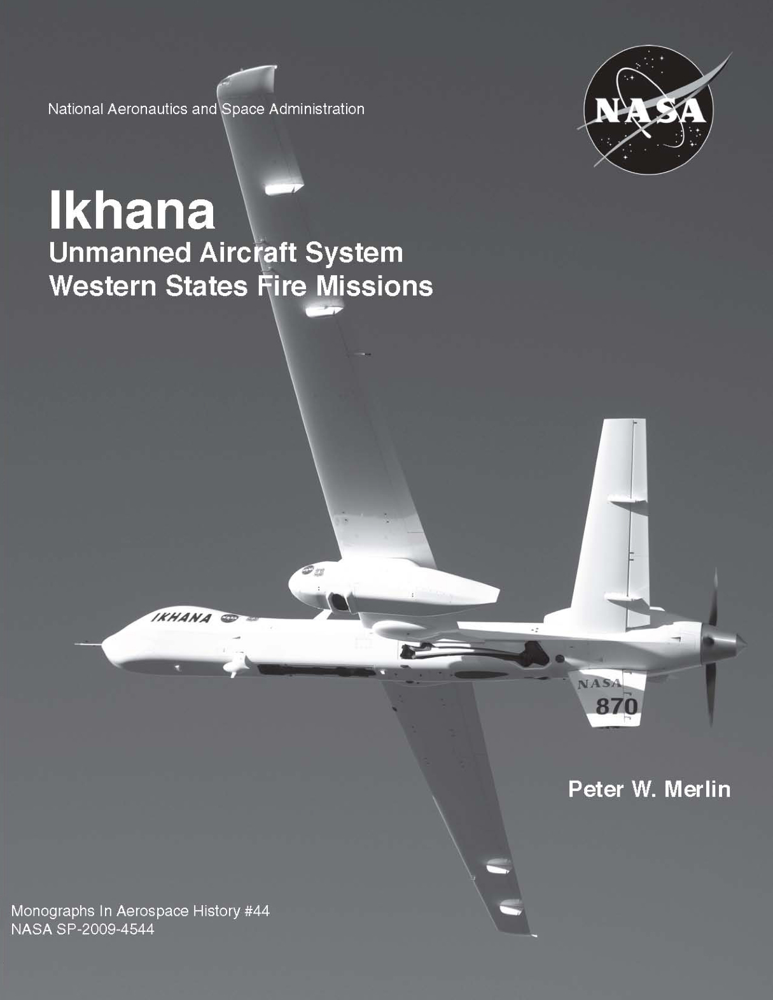 National Aeronautics and Space Administration
NASA
Ikhana
Unmanned Aircraft System
Western States Fire Missions
IKHANA
NASA
870
Peter W. Merlin
Monographs In Aerospace History #44
NASA SP-2009-4544